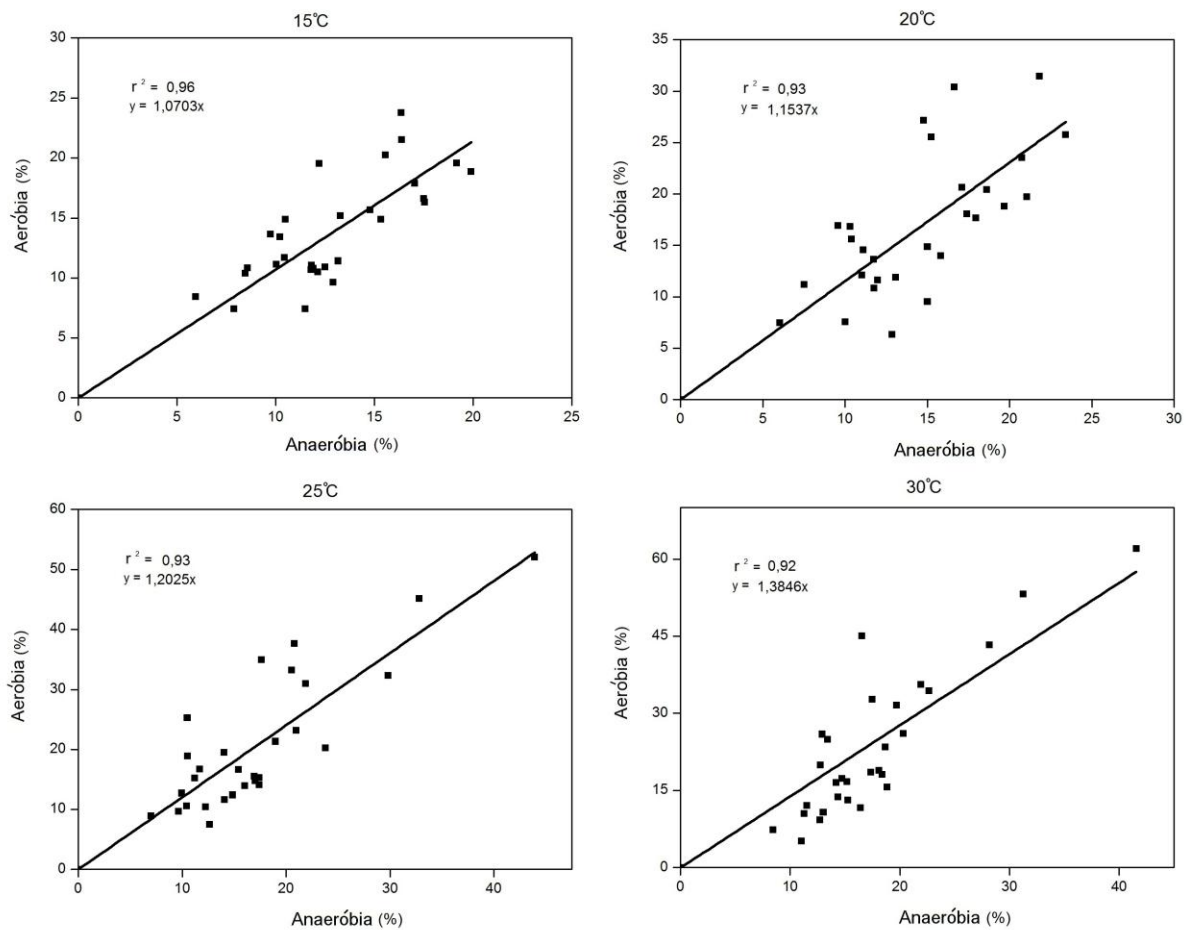 15°C
30
25
20
15
10
5
0
r² = 0,96
y = 1,0703x
Aeróbia (%)
0 5 10 15 20 25
Anaeróbia (%)
20°C
35
30
25
20
15
10
5
0
r² = 0,93
y = 1,1537x
Aeróbia (%)
0 5 10 15 20 25 30
Anaeróbia (%)
25°C
60
50
40
30
20
10
0
r² = 0,93
y = 1,2025x
Aeróbia (%)
0 10 20 30 40
Anaeróbia (%)
30°C
60
45
30
15
0
r² = 0,92
y = 1,3846x
Aeróbia (%)
0 10 20 30 40
Anaeróbia (%)